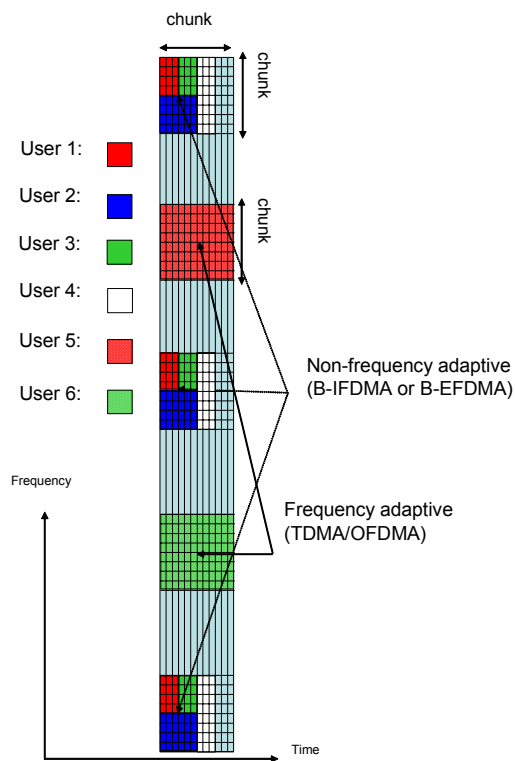 chunk
chunk
User 1:
User 2:
chunk
User 3:
User 4:
User 5:
Non-frequency adaptive
(B-IFDMA or B-EFDMA)
User 6:
Frequency
Frequency adaptive
(TDMA/OFDMA)
Time